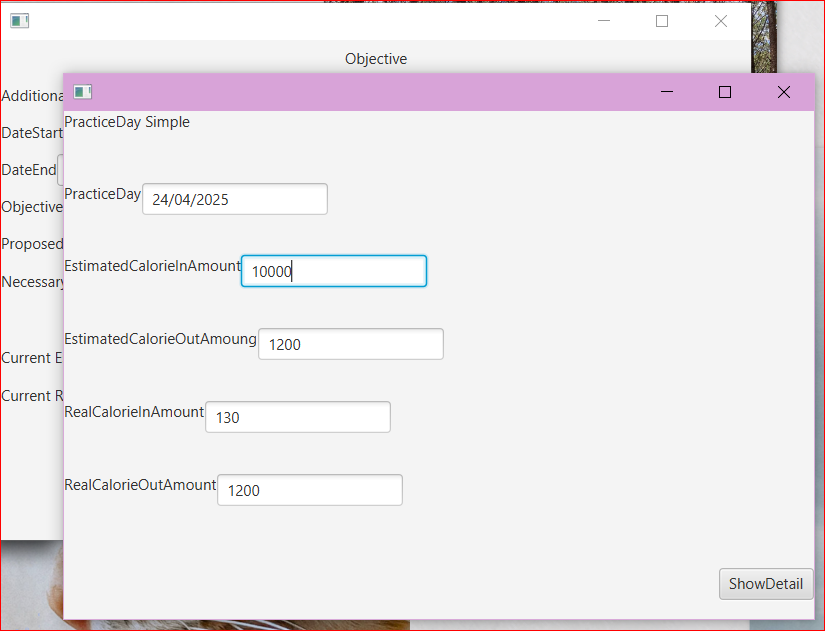 Objective
Additiona
DateStart
DateEnd
Objective
Proposed
Necessary
Current E
Current R
PracticeDay Simple
PracticeDay 24/04/2025
EstimatedCalorieInAmount 10000
EstimatedCalorieOutAmoung 1200
RealCalorieInAmount 130
RealCalorieOutAmount 1200
ShowDetail